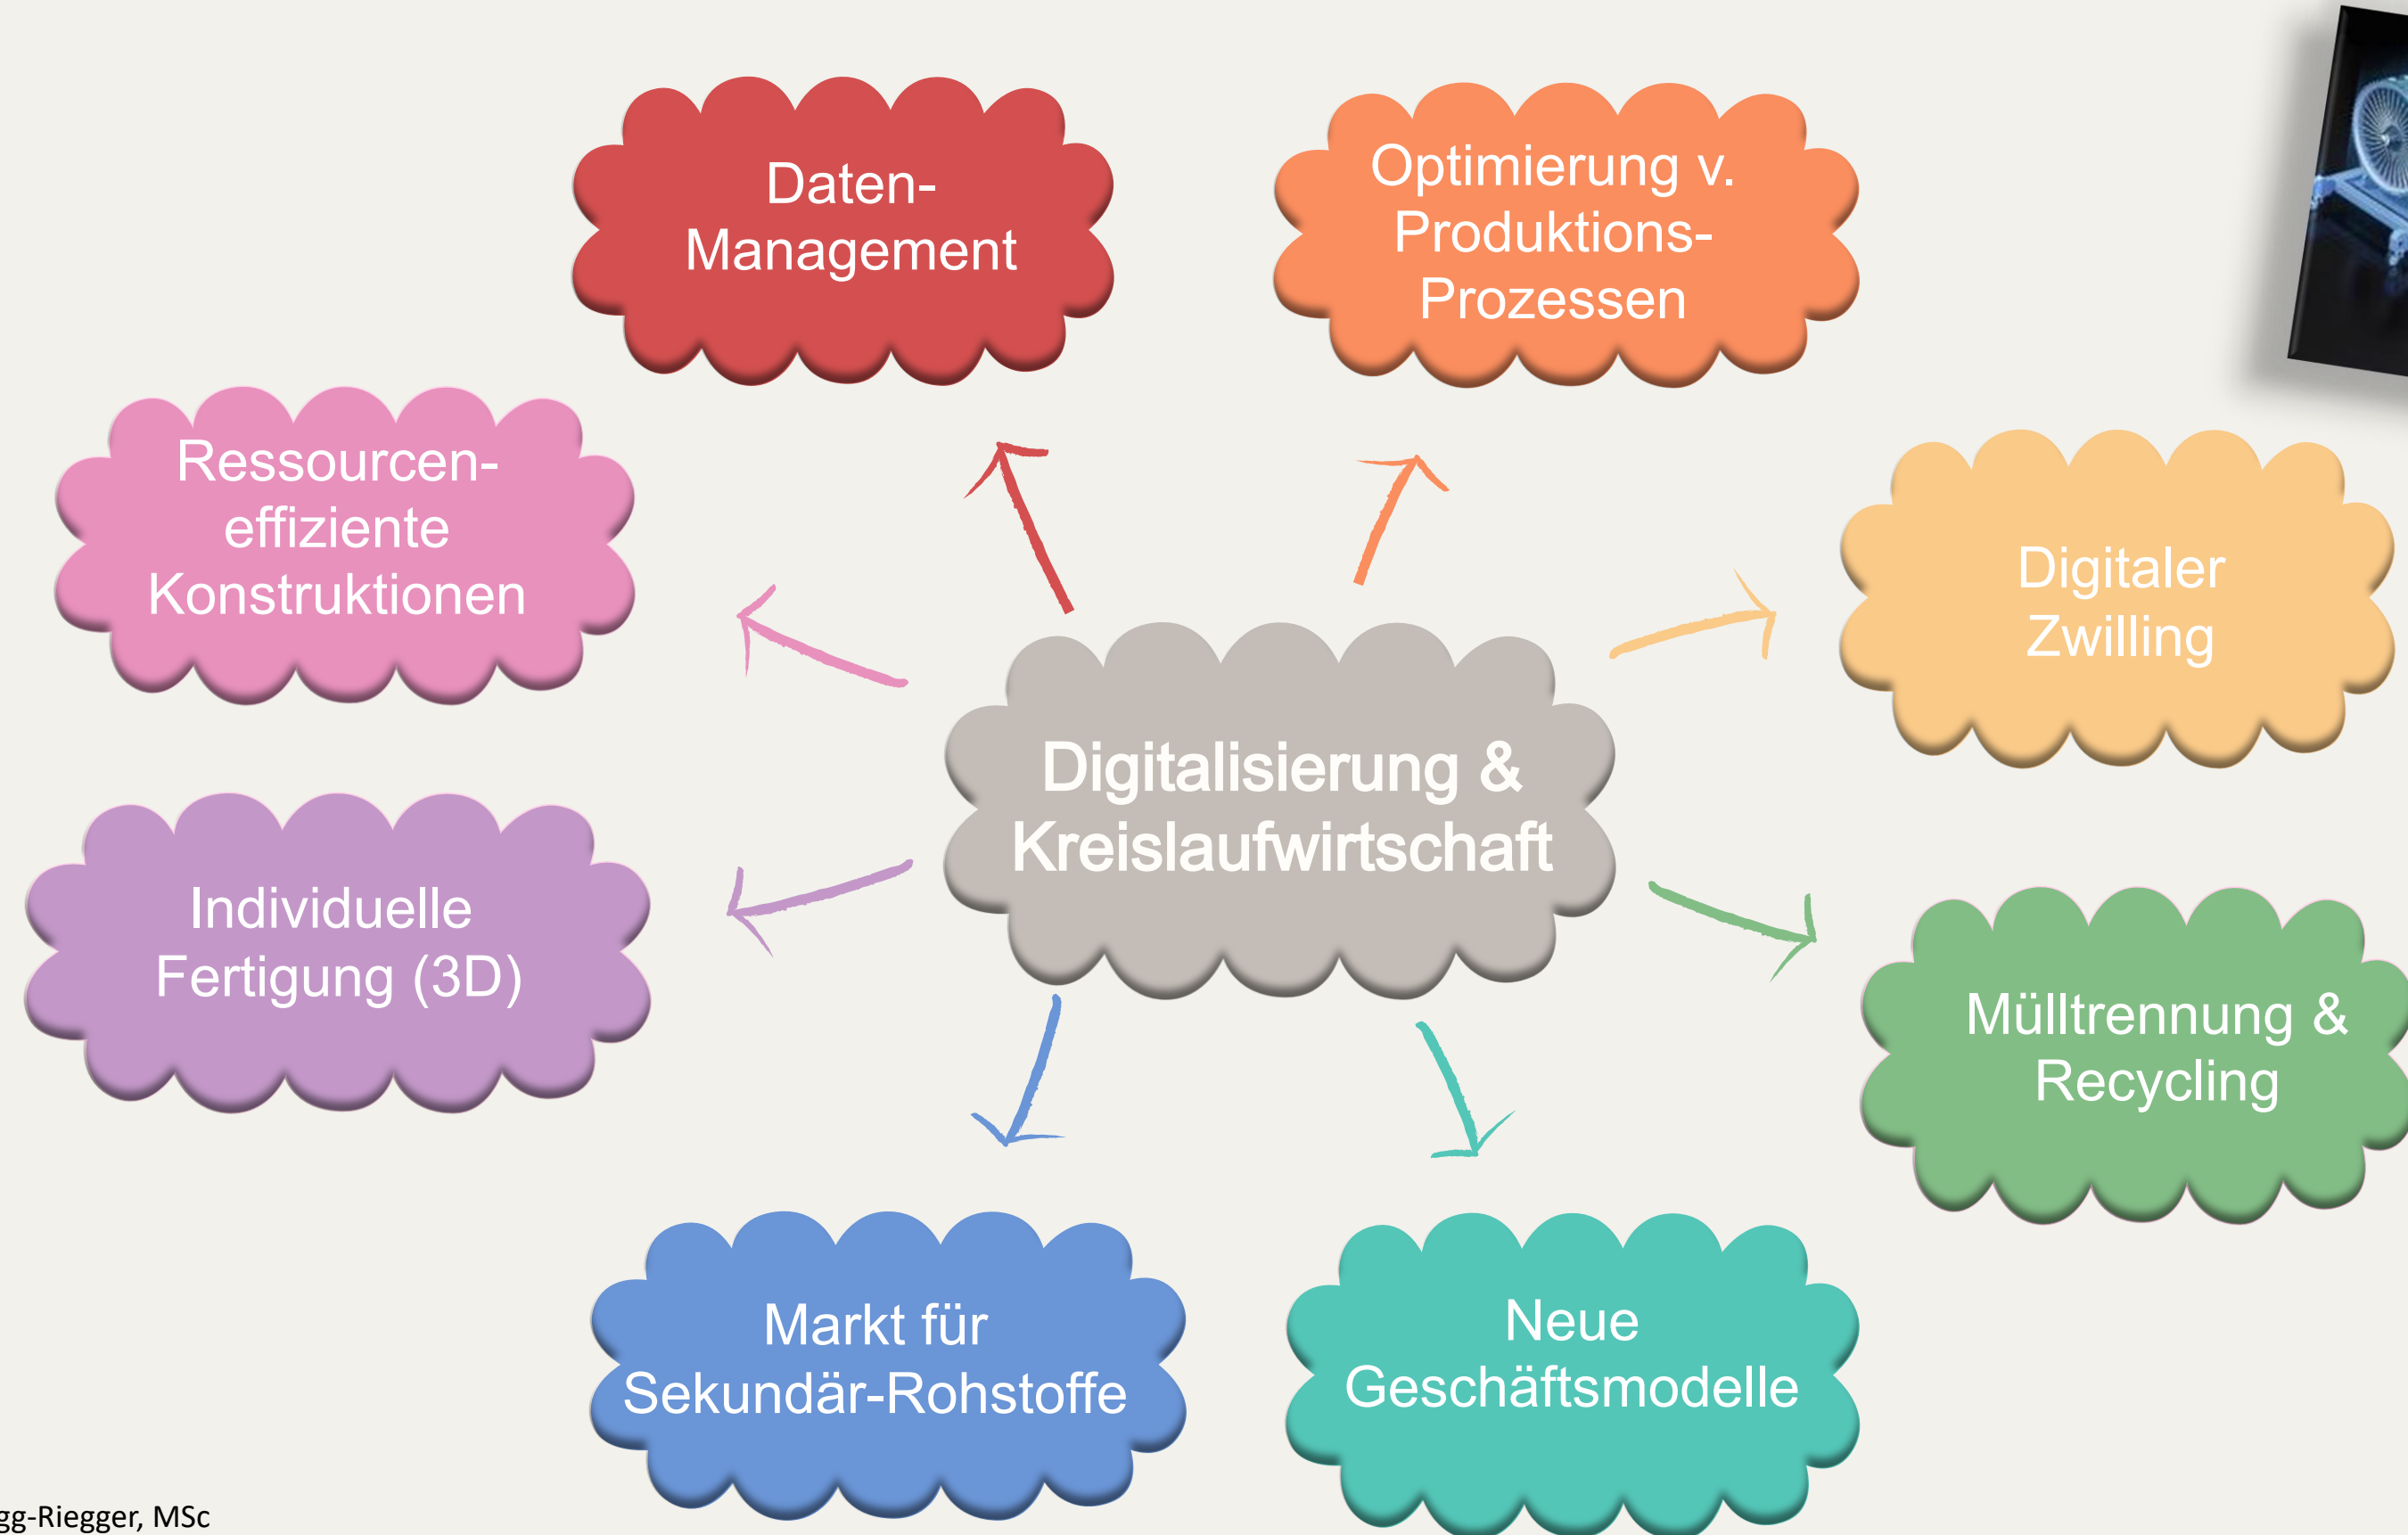 Daten-
Management
Optimierung v.
Produktions-
Prozessen
Ressourcen-
effiziente
Konstruktionen
Digitaler
Zwilling
Digitalisierung &
Kreislaufwirtschaft
Individuelle
Fertigung (3D)
Mülltrennung &
Recycling
Markt für
Sekundär-Rohstoffe
Neue
Geschäftsmodelle
gg-Riegger, MSc